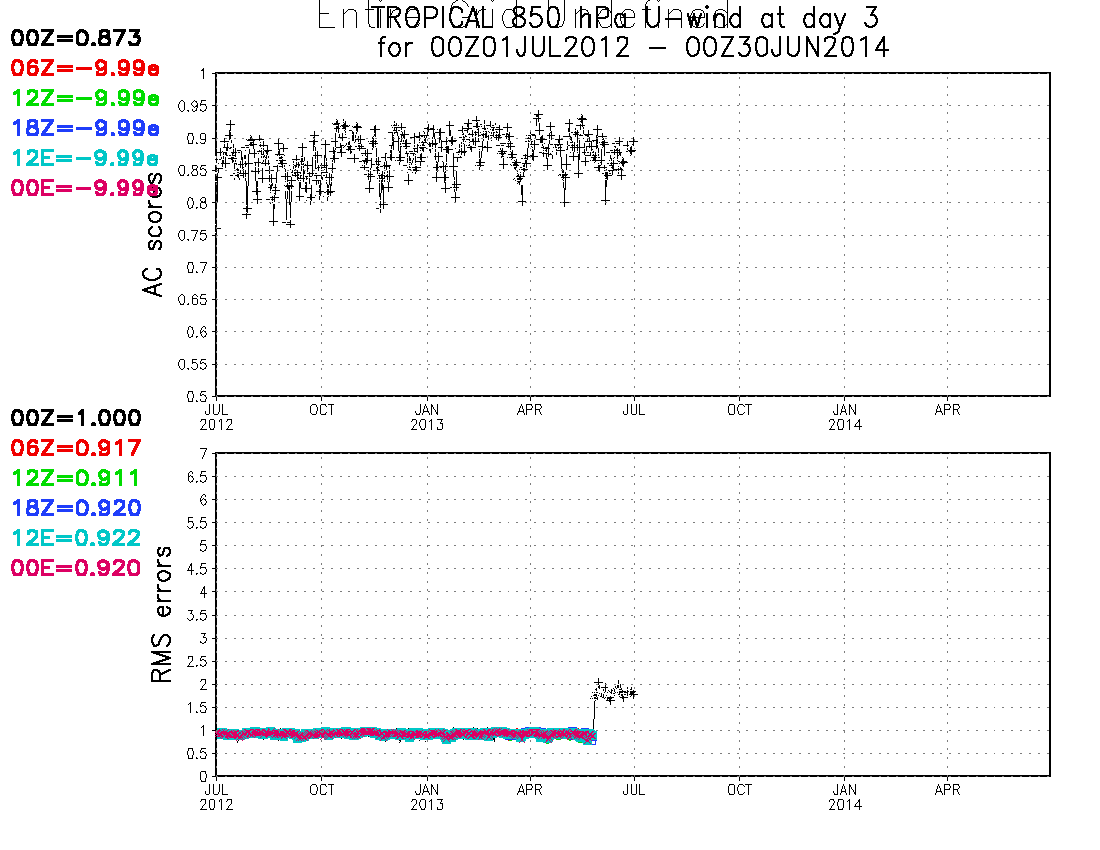 Entire Grid Undefined
TROPICAL 850 hPa U-wind at day 3
for 00Z01JUL2012 - 00Z30JUN2014
00Z=0.873
06Z=-9.99e
12Z=-9.99e
18Z=-9.99e
12E=-9.99e
00E=-9.99e
AC scores
1
0.95
0.9
0.85
0.8
0.75
0.7
0.65
0.6
0.55
0.5
JUL OCT JAN APR JUL OCT JAN APR
2012 2013 2014
00Z=1.000
06Z=0.917
12Z=0.911
18Z=0.920
12E=0.922
00E=0.920
RMS errors
7
6.5
6
5.5
5
4.5
4
3.5
3
2.5
2
1.5
1
0.5
0
JUL OCT JAN APR JUL OCT JAN APR
2012 2013 2014